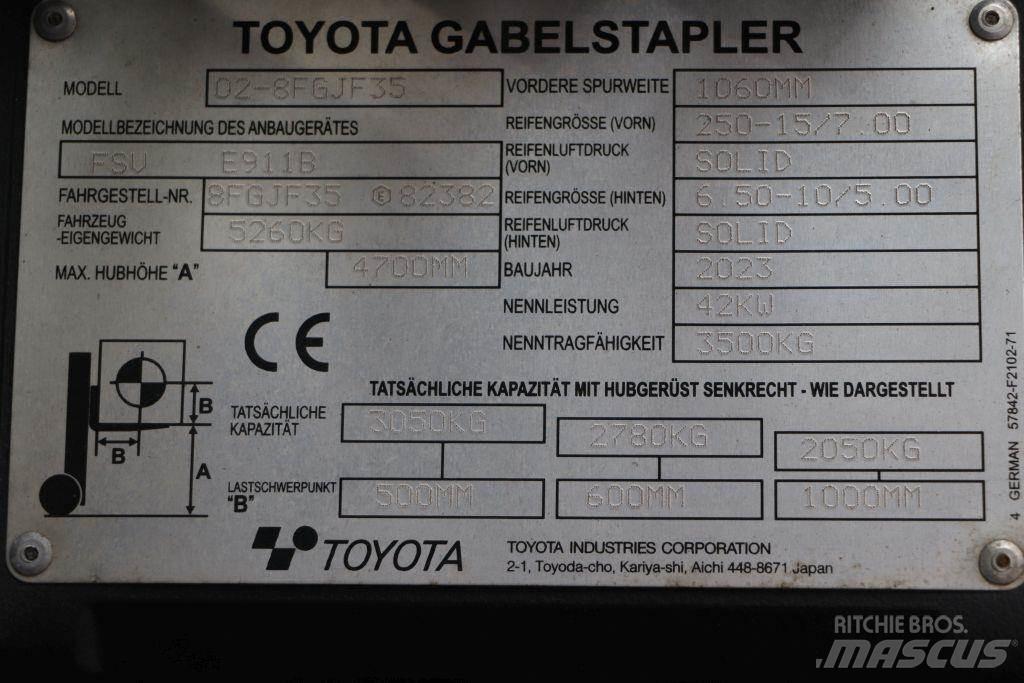 TOYOTA GABELSTAPLER
MODELL 02-8FGJF35
MODELLBEZEICHNUNG DES ANBAUGERÄTES
FSV E911B
FAHRGESTELL-NR. 8FGJF35 E 82382
FAHRZEUG
-EIGENGEWICHT 5260KG
MAX. HUBHÖHE "A" 4700MM
VORDERE SPURWEITE 1060MM
REIFENGRÖSSE (VORN) 250-15/7.00
REIFENLUFTDRUCK
(VORN) SOLID
REIFENGRÖSSE (HINTEN) 6.50-10/5.00
REIFENLUFTDRUCK
(HINTEN) SOLID
BAUJAHR 2023
NENNLEISTUNG 42KW
NENNTRAGFÄHIGKEIT 3500KG
CE
B
B
A
TATSÄCHLICHE KAPAZITÄT MIT HUBGERÜST SENKRECHT - WIE DARGESTELLT
TATSÄCHLICHE
KAPAZITÄT 3050KG 2780KG 2050KG
LASTSCHWERPUNKT
"B" 500MM 600MM 1000MM
TOYOTA
TOYOTA INDUSTRIES CORPORATION
2-1, Toyoda-cho, Kariya-shi, Aichi 448-8671 Japan
4 GERMAN 57842-F2102-71
RITCHIE BROS.
MASCUS